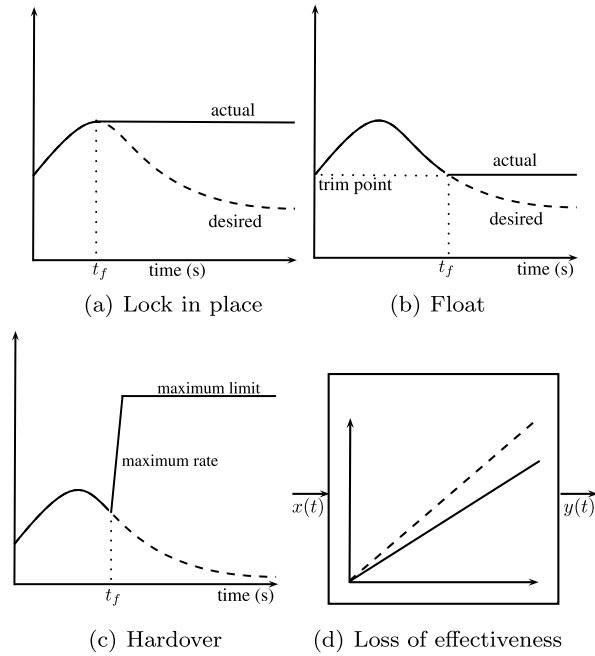 actual
desired
t_f
time (s)
(a) Lock in place
actual
trim point
desired
t_f
time (s)
(b) Float
maximum limit
maximum rate
t_f
time (s)
(c) Hardover
x(t)
y(t)
(d) Loss of effectiveness